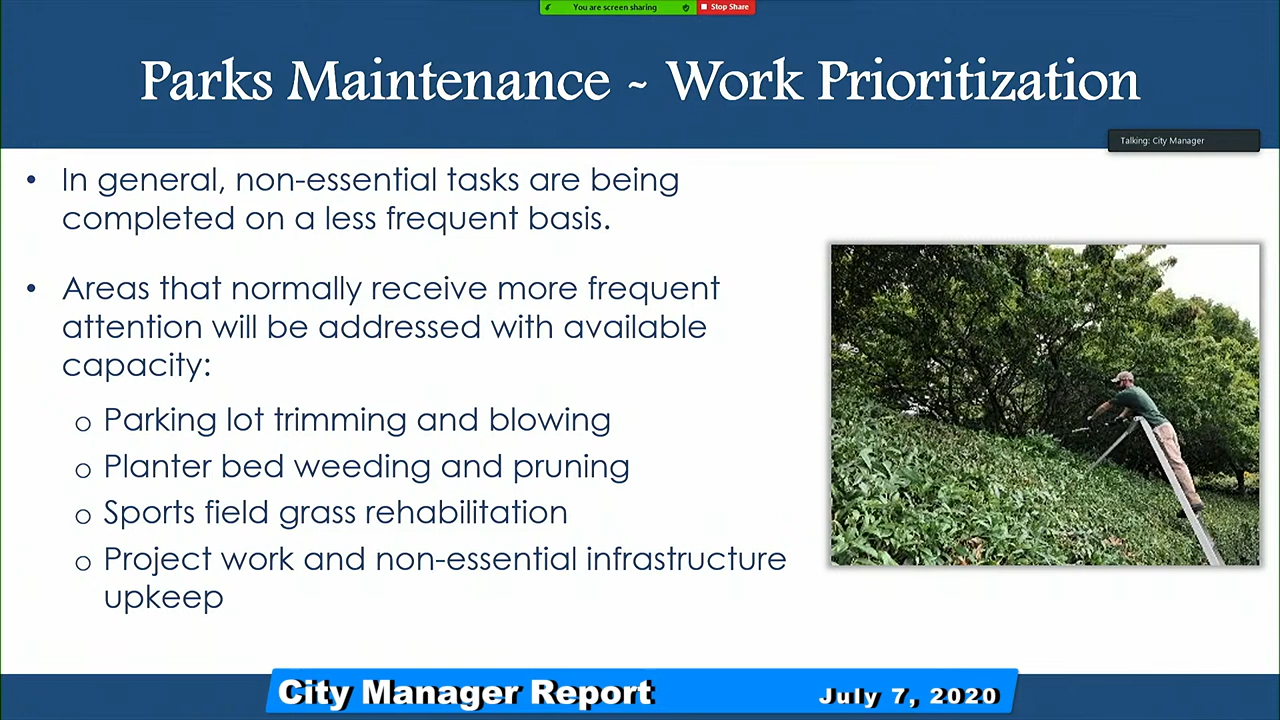 You are screen sharing
Stop Share
Parks Maintenance ~ Work Prioritization
Talking: City Manager
• In general, non-essential tasks are being
completed on a less frequent basis.
• Areas that normally receive more frequent
attention will be addressed with available
capacity:
o Parking lot trimming and blowing
o Planter bed weeding and pruning
o Sports field grass rehabilitation
o Project work and non-essential infrastructure
upkeep
City Manager Report
July 7, 2020